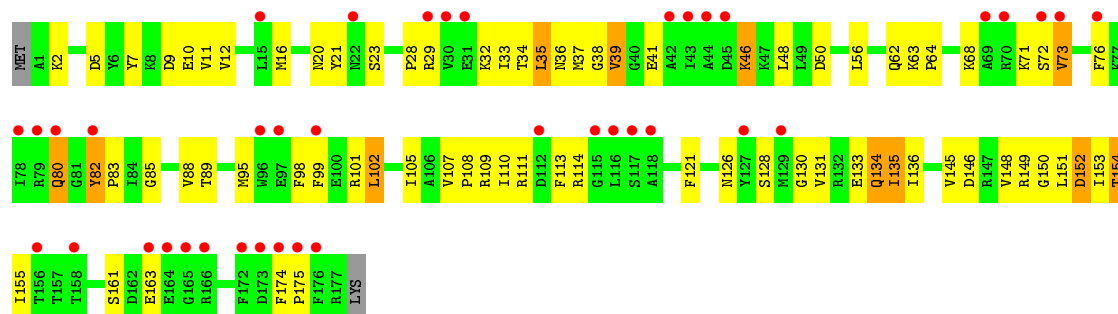 MET A1 K2 D5 Y6 Y7 K8 D9 E10 V11 V12 L15 M16 N20 Y21 N22 S23 P28 R29 V30 E31 K32 I33 T34 L35 N36 M37 G38 V39 G40 E41 A42 I43 A44 D45 K46 K47 L48 L49 D50 L56 Q62 K63 P64 K68 A69 R70 K71 S72 V73 F76 K77
I78 R79 Q80 G81 Y82 P83 I84 G85 V88 T89 M95 W96 E97 F98 F99 E100 R101 L102 I105 A106 V107 P108 R109 I110 R111 D112 F113 R114 G115 L116 S117 A118 F121 N126 Y127 S128 M129 G130 V131 R132 E133 Q134 I135 I136 V145 D146 R147 V148 R149 G150 L151 D152 I153 T154
I155 T156 T157 T158 S161 D162 E163 E164 G165 R166 F172 D173 F174 P175 F176 R177 LYS